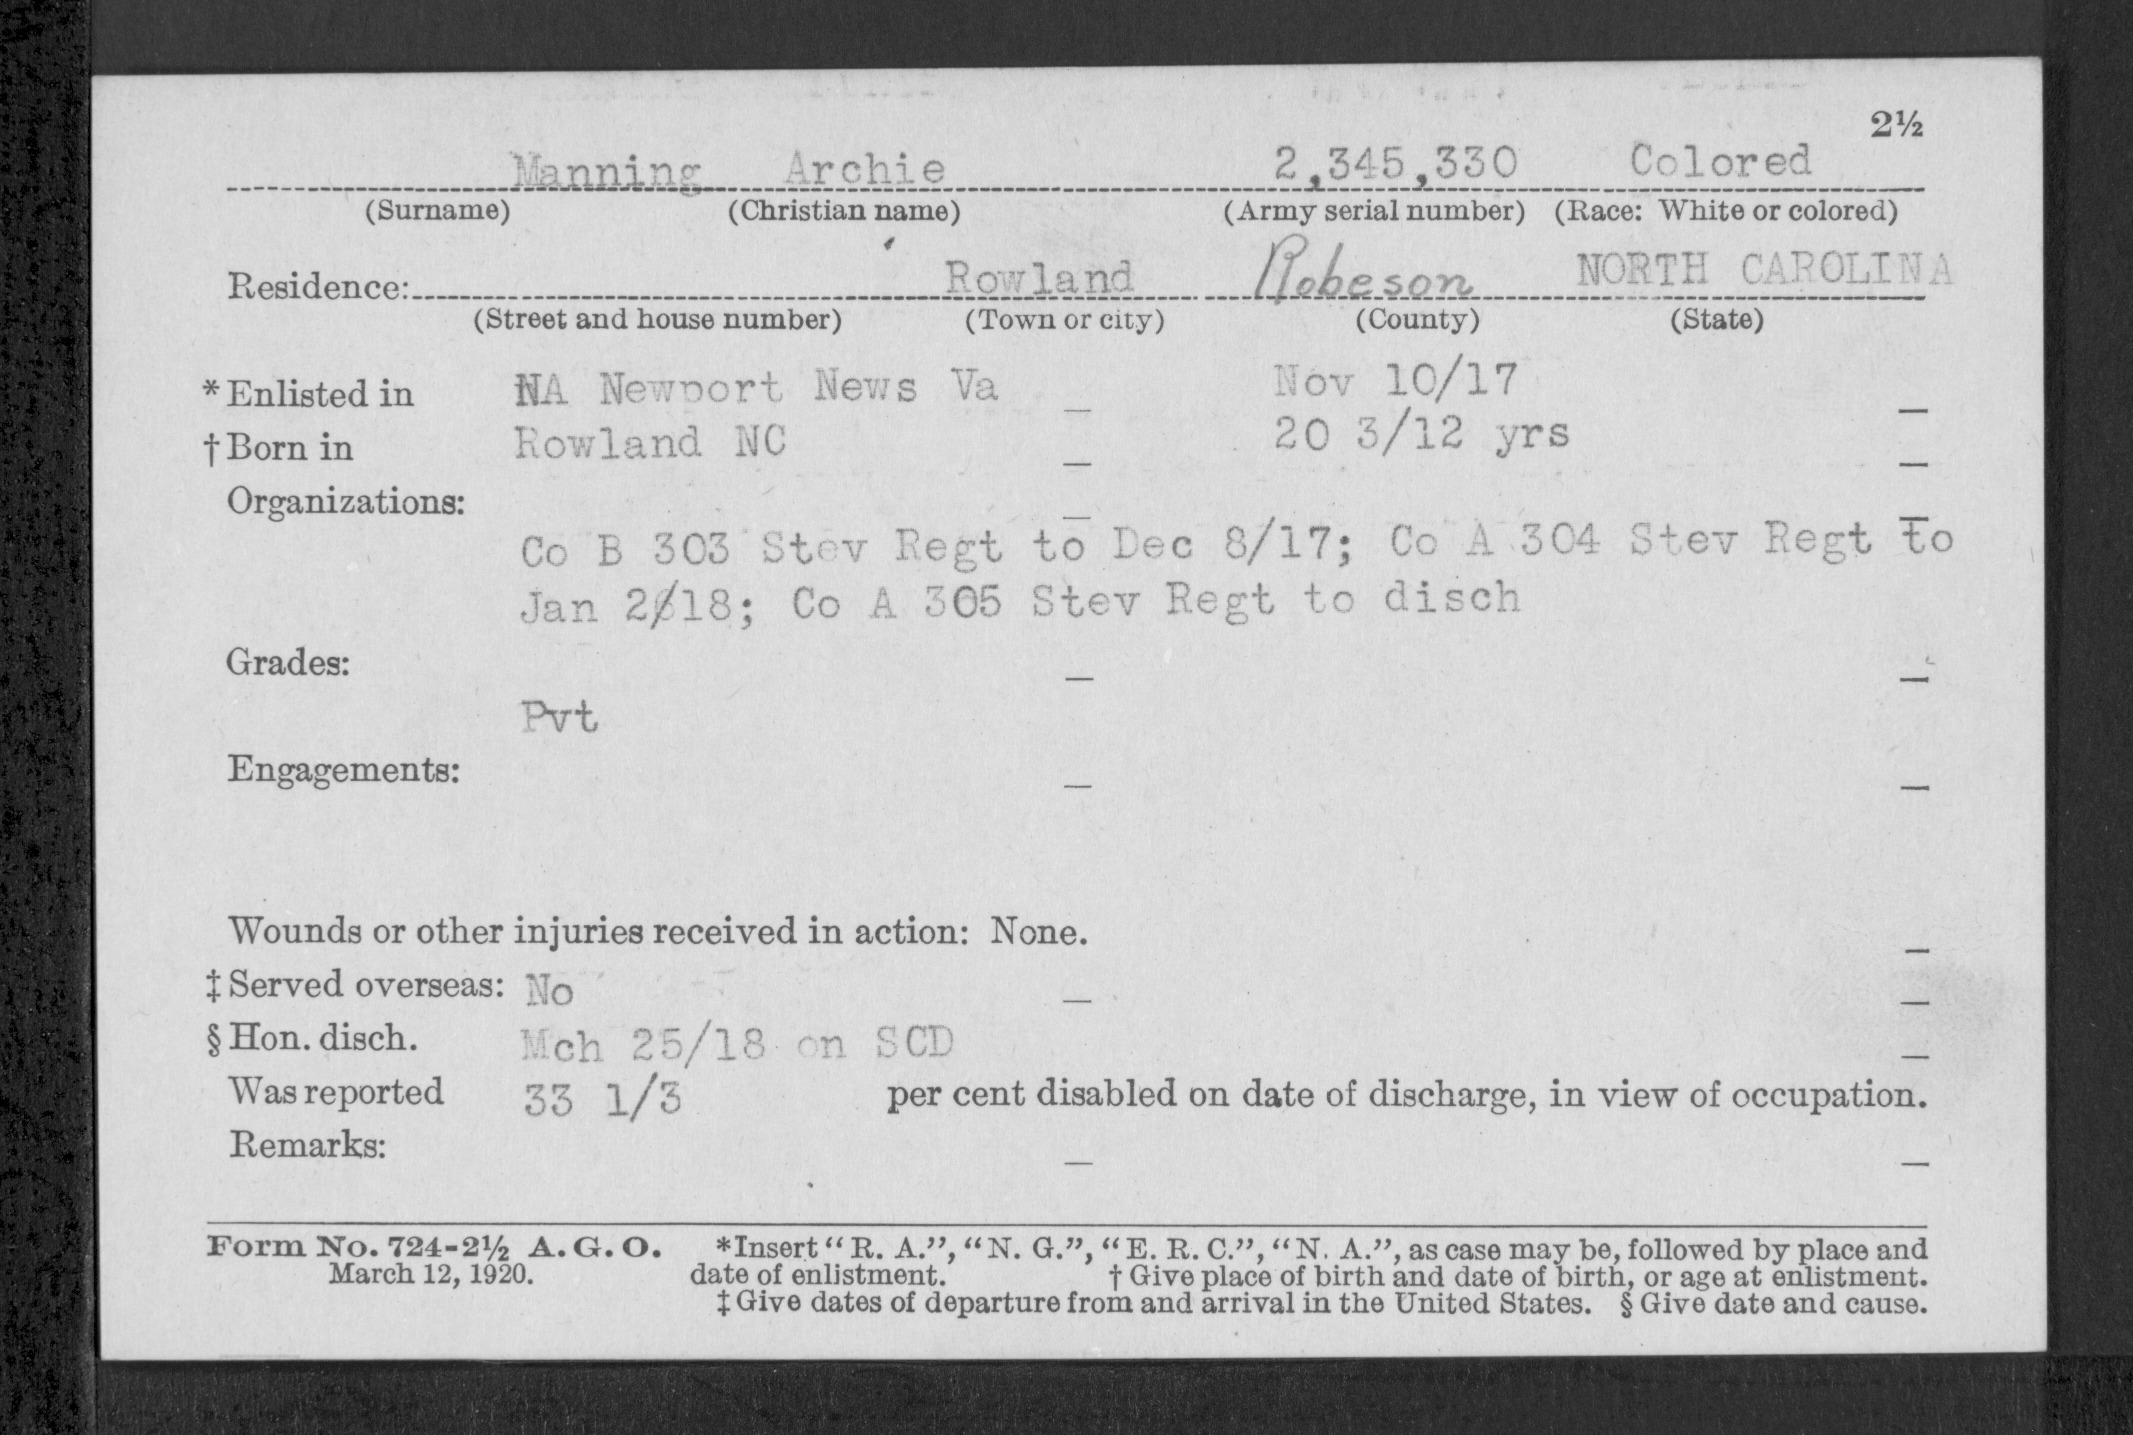 2½
Manning Archie 2,345,330 Colored
(Surname) (Christian name) (Army serial number) (Race: White or colored)
Residence: Rowland Robeson NORTH CAROLINA
(Street and house number) (Town or city) (County) (State)
*Enlisted in NA Newport News Va Nov 10/17
†Born in Rowland NC 20 3/12 yrs
Organizations:
Co B 303 Stev Regt to Dec 8/17; Co A 304 Stev Regt to
Jan 2/18; Co A 305 Stev Regt to disch
Grades:
Pvt
Engagements:
Wounds or other injuries received in action: None.
‡Served overseas: No
§Hon. disch. Mch 25/18 on SCD
Was reported 33 1/3 per cent disabled on date of discharge, in view of occupation.
Remarks:
Form No. 724-2½ A. G. O. *Insert "R. A.", "N. G.", "E. R. C.", "N. A.", as case may be, followed by place and
March 12, 1920. date of enlistment. †Give place of birth and date of birth, or age at enlistment.
‡Give dates of departure from and arrival in the United States. §Give date and cause.